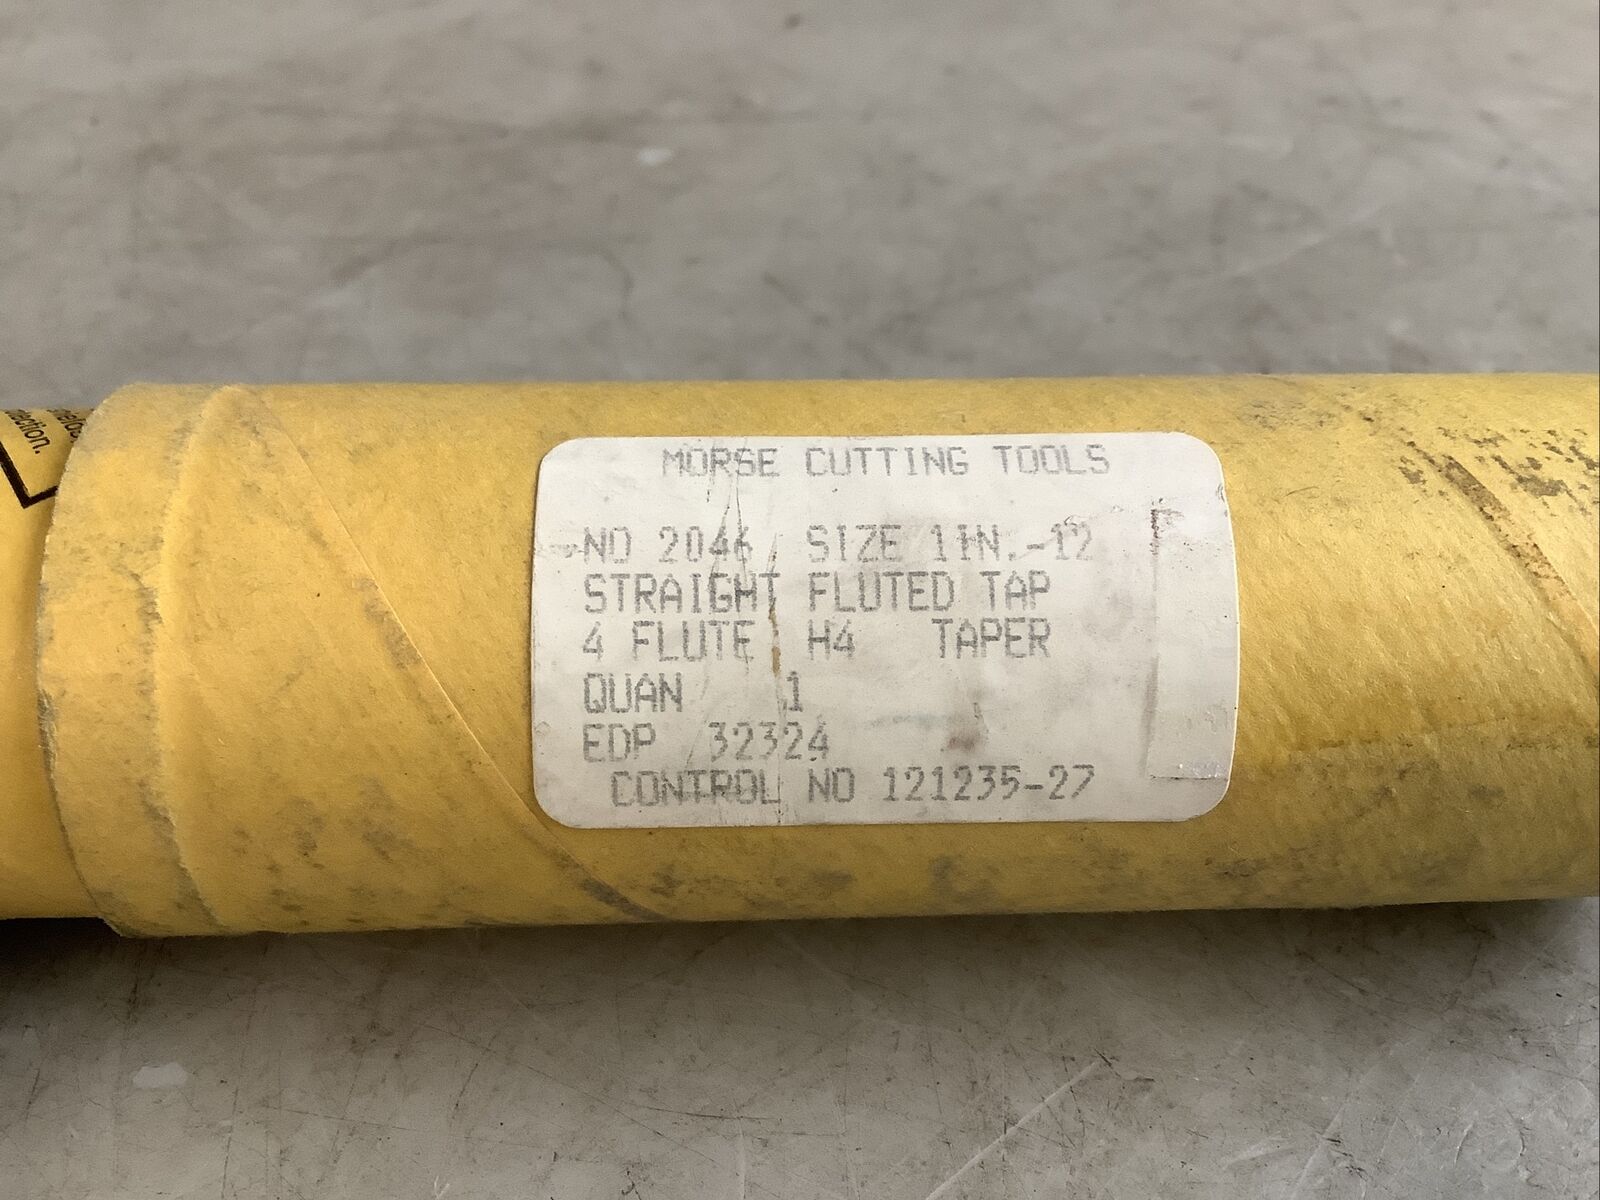 MORSE CUTTING TOOLS
NO 2046 SIZE 1IN.-12
STRAIGHT FLUTED TAP
4 FLUTE H4 TAPER
QUAN 1
EDP 32324
CONTROL NO 121235-27